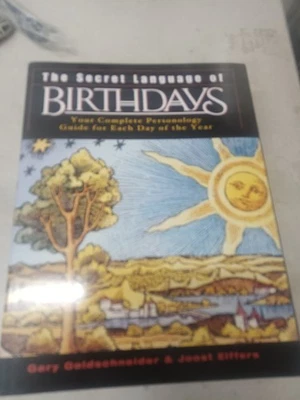 The Secret Language of
BIRTHDAYS
Your Complete Personology
Guide for Each Day of the Year
Gary Goldschneider & Joost Elffers